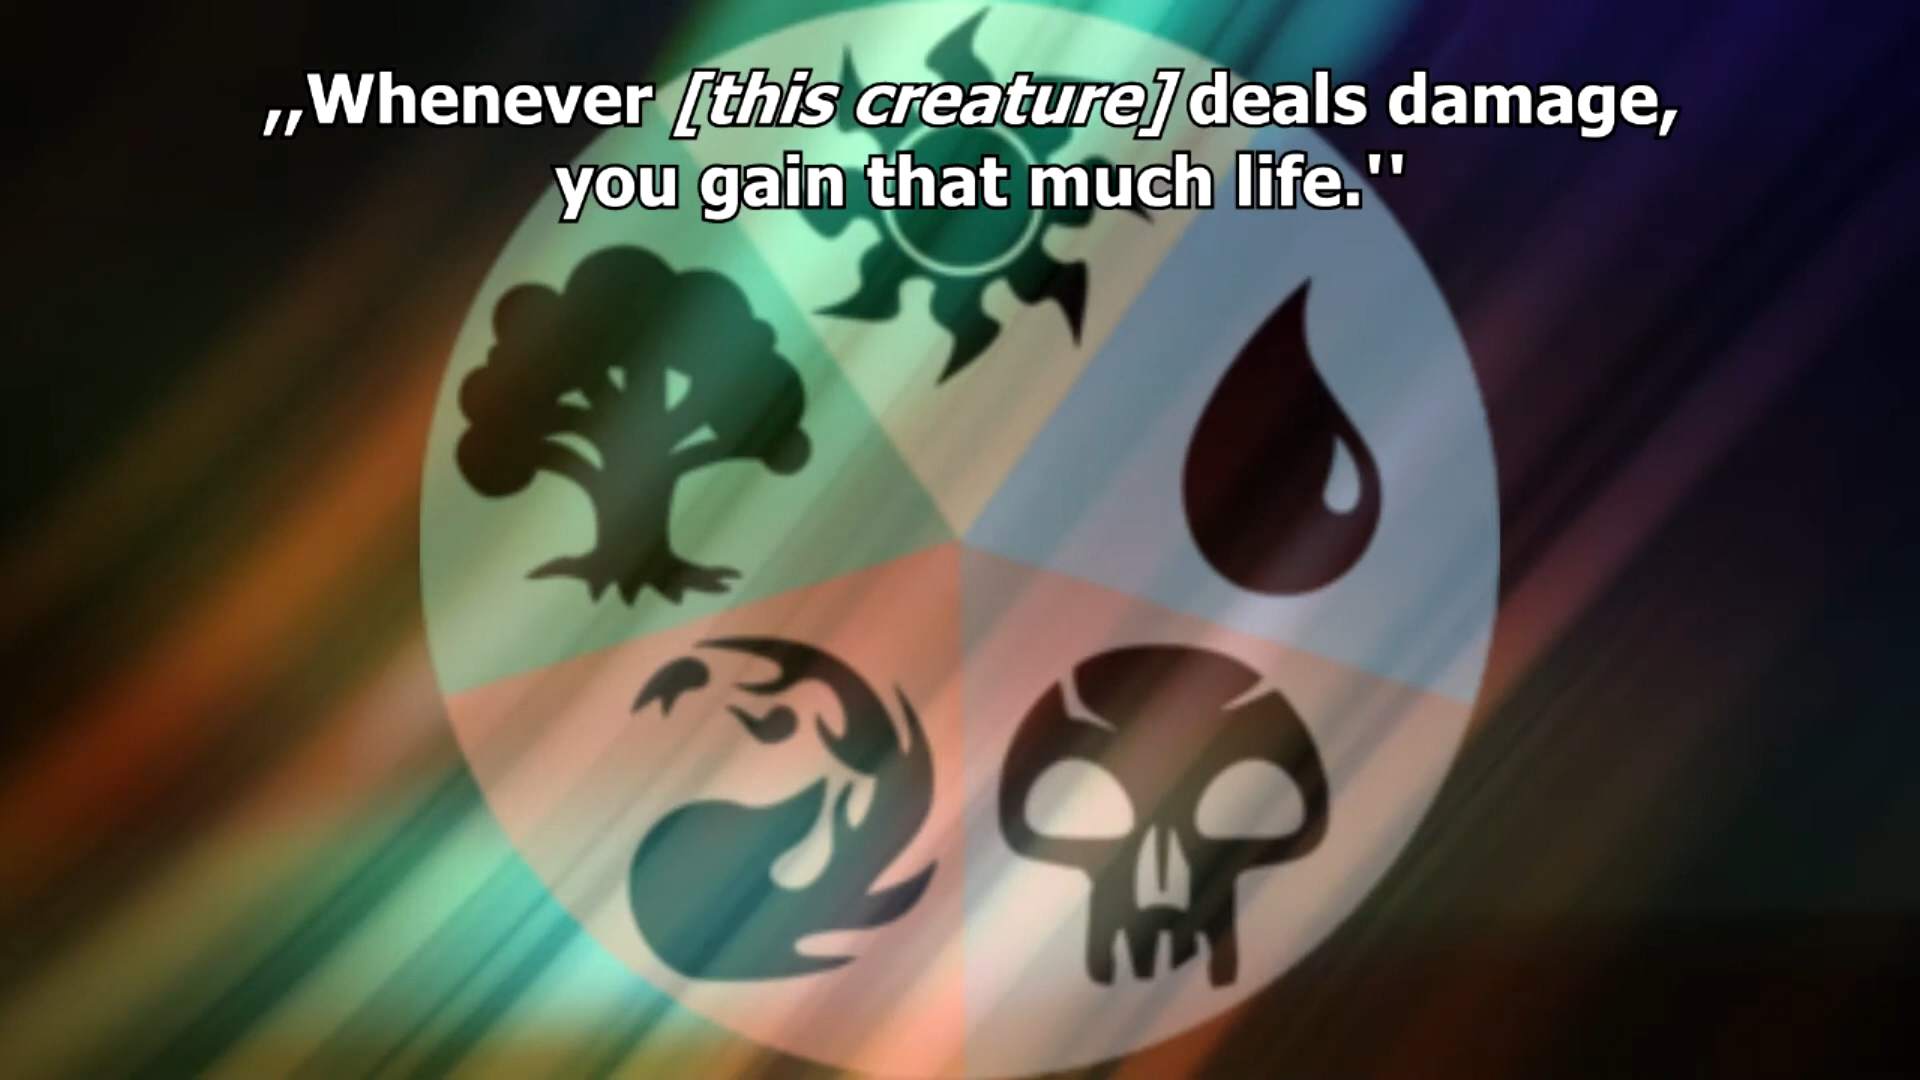 ,,Whenever [this creature] deals damage,
you gain that much life.''